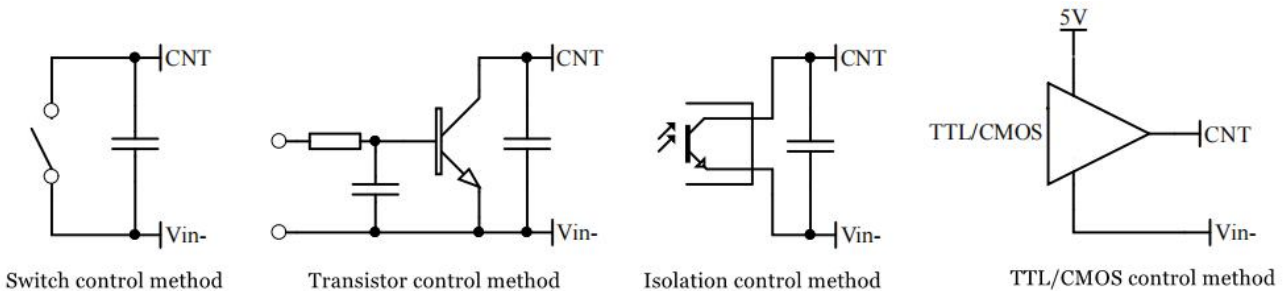 5V
CNT
CNT
CNT
TTL/CMOS
CNT
Vin-
Vin-
Vin-
Vin-
Switch control method
Transistor control method
Isolation control method
TTL/CMOS control method